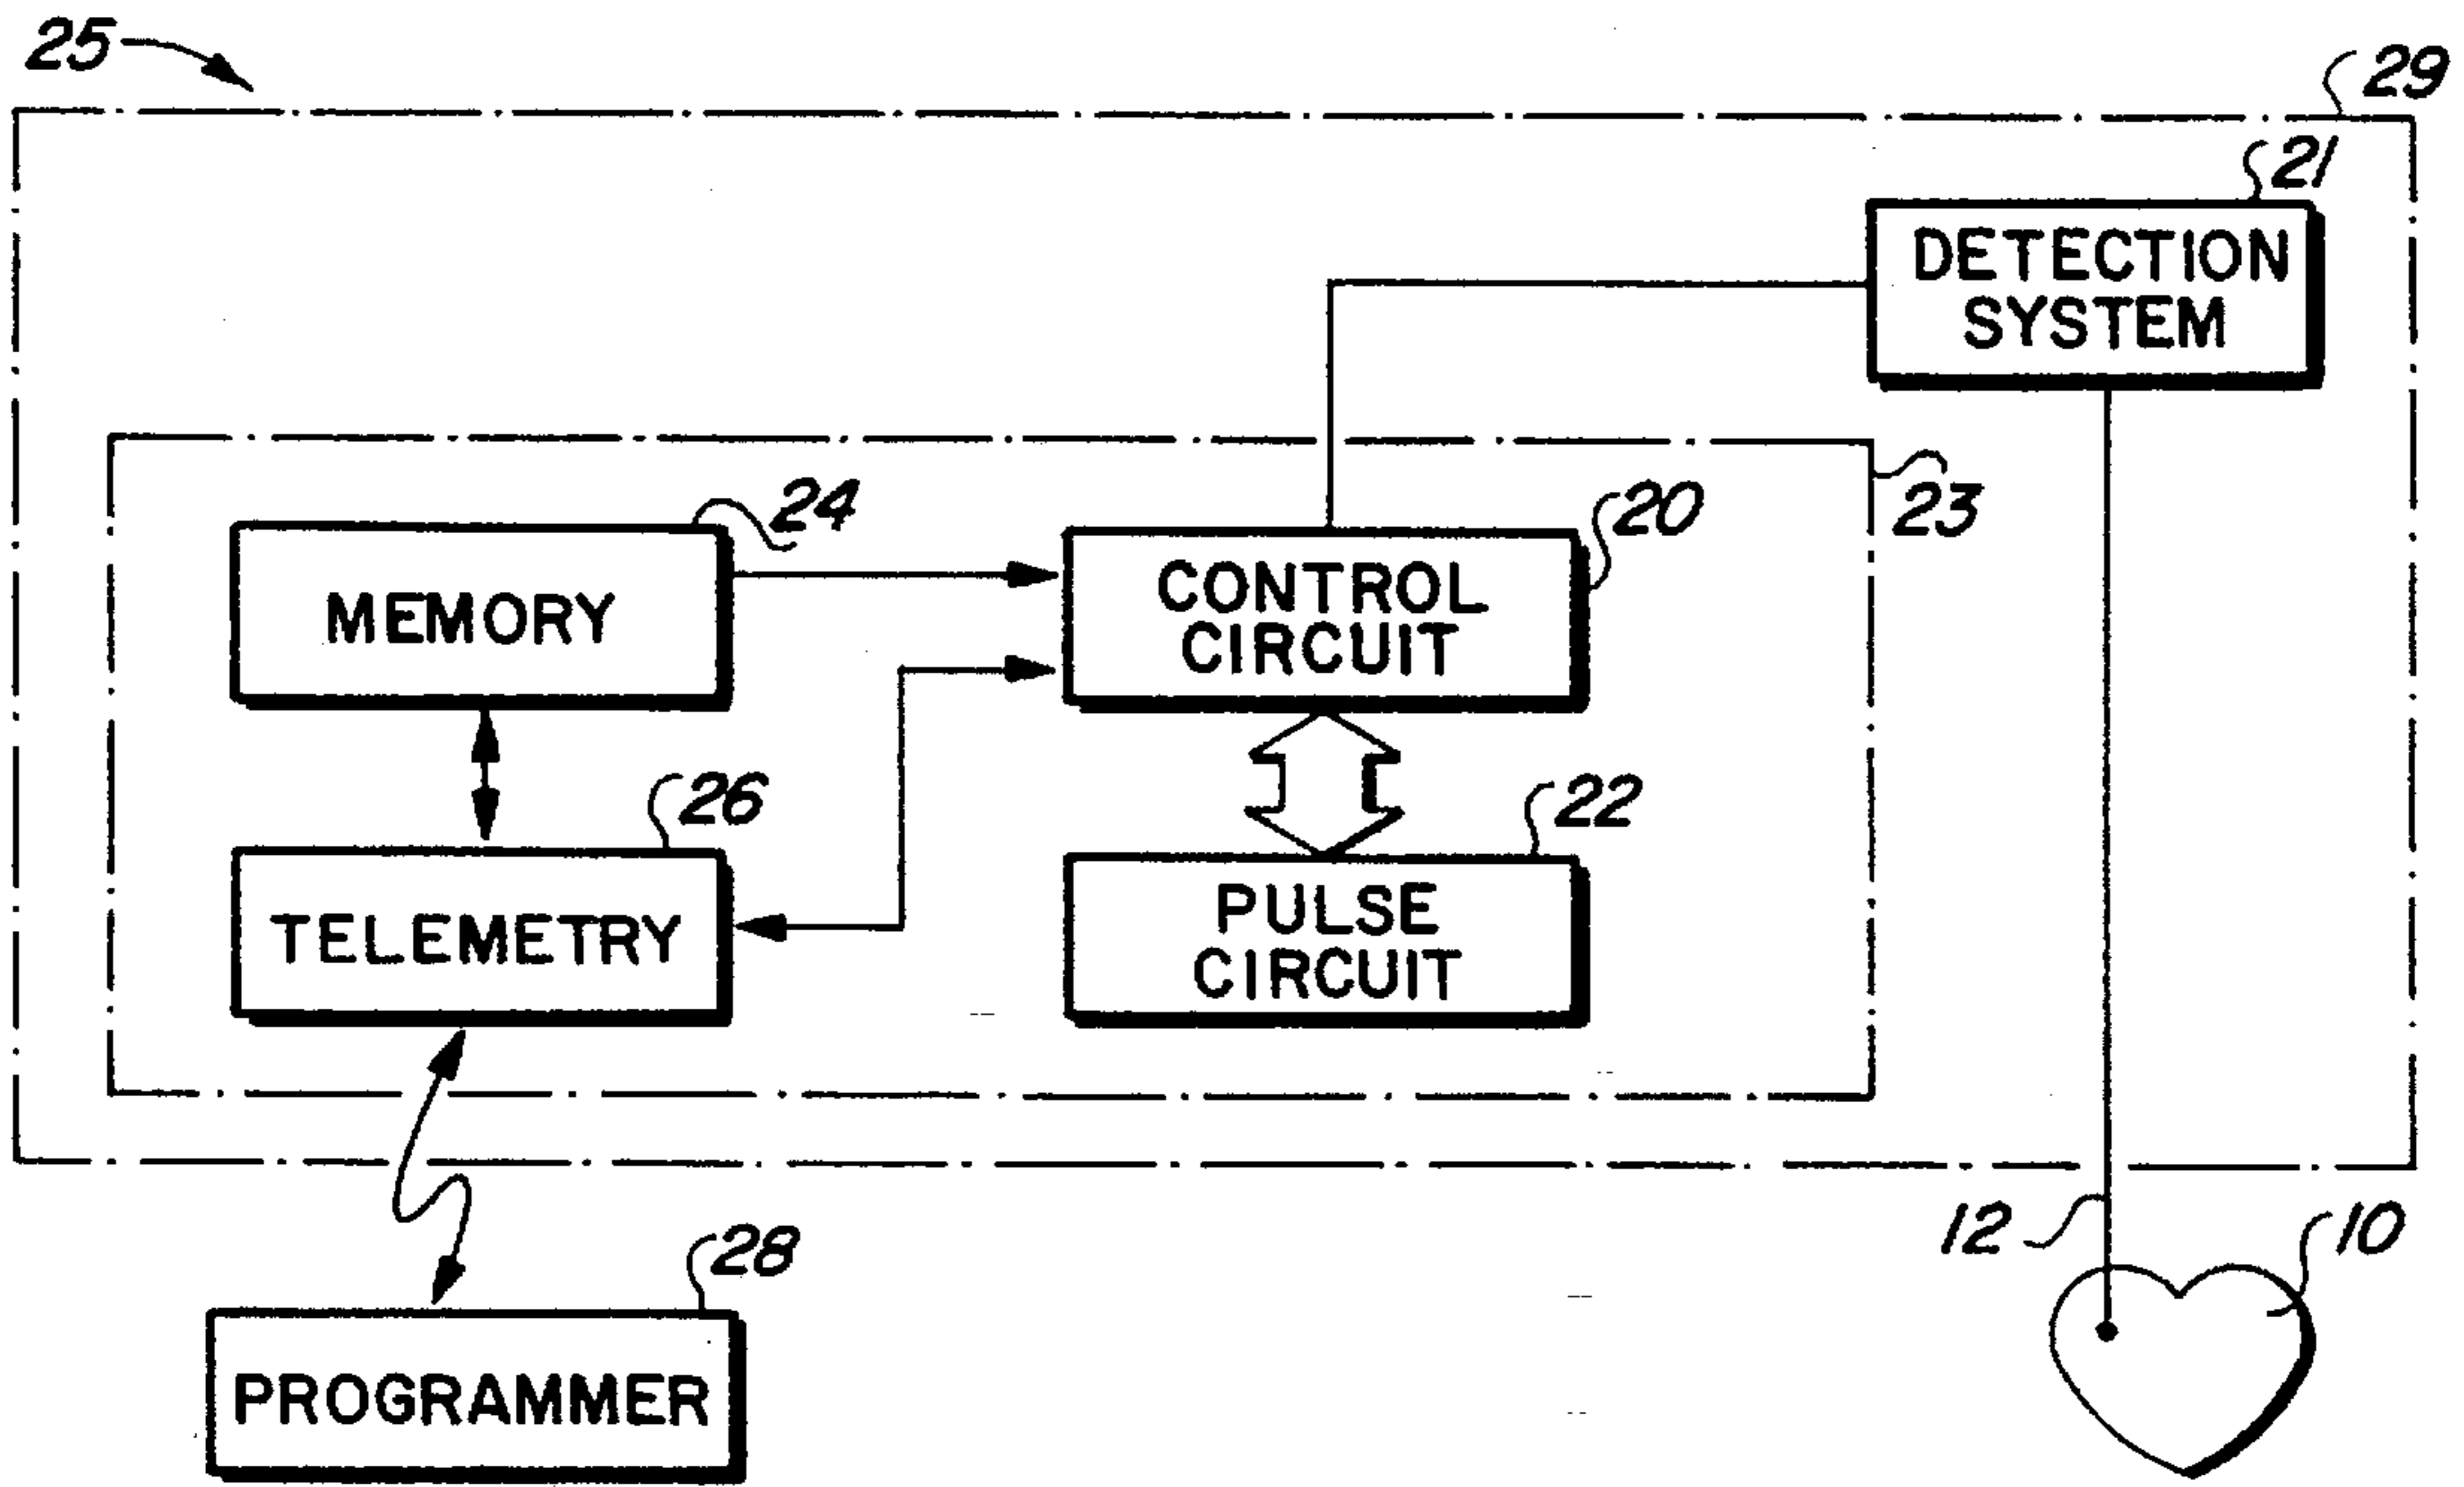 25
29
21
DETECTION
SYSTEM
24
20
23
MEMORY
CONTROL
CIRCUIT
26
22
TELEMETRY
PULSE
CIRCUIT
12
10
28
PROGRAMMER